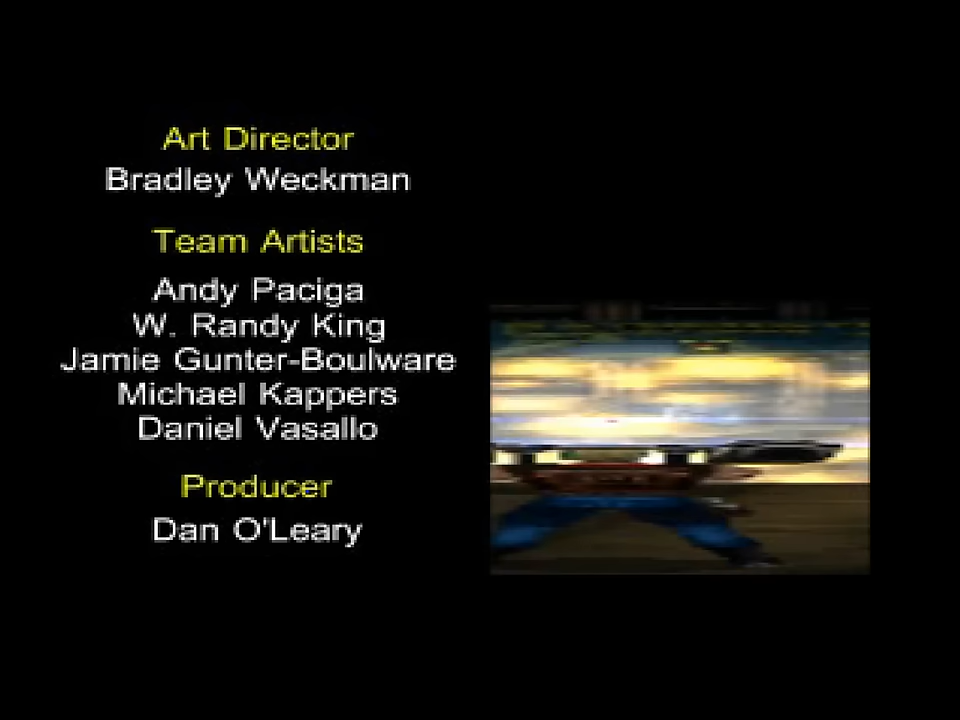 Art Director
Bradley Weckman
Team Artists
Andy Paciga
W. Randy King
Jamie Gunter-Boulware
Michael Kappers
Daniel Vasallo
Producer
Dan O'Leary